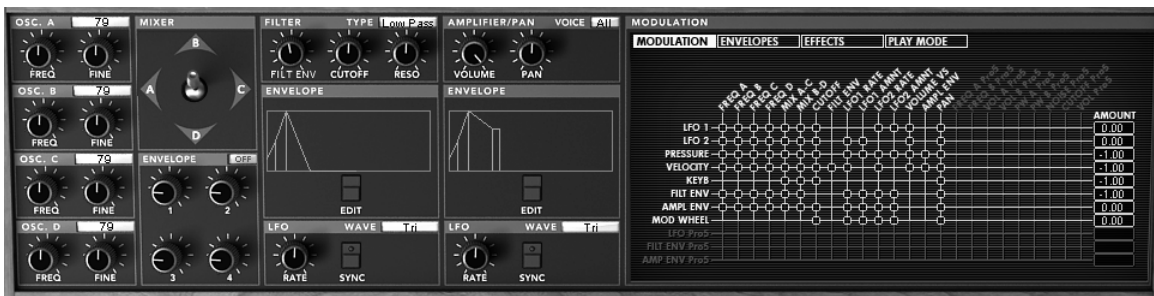 OSC. A 79
FREQ FINE
OSC. B 79
FREQ FINE
OSC. C 79
FREQ FINE
OSC. D 79
FREQ FINE
MIXER
B
A C
D
ENVELOPE OFF
1 2
3 4
FILTER TYPE Low Pass
FILT ENV CUTOFF RESO
ENVELOPE
EDIT
LFO WAVE Tri
RATE SYNC
AMPLIFIER/PAN VOICE All
VOLUME PAN
ENVELOPE
EDIT
LFO WAVE Tri
RATE SYNC
MODULATION
MODULATION ENVELOPES EFFECTS PLAY MODE
FREQ A
FREQ B
FREQ C
FREQ D
MIX A-C
MIX B-D
CUTOFF
FILT ENV
LFO1 RATE
LFO1 AMNT
LFO2 RATE
LFO2 AMNT
VOLUME VS
AMPL ENV
PAN
AMOUNT
LFO 1 0.00
LFO 2 0.00
PRESSURE -1.00
VELOCITY -1.00
KEYB -1.00
FILT ENV -1.00
AMPL ENV 0.00
MOD WHEEL 0.00
LFO Pro5
FILT ENV Pro5
AMP ENV Pro5